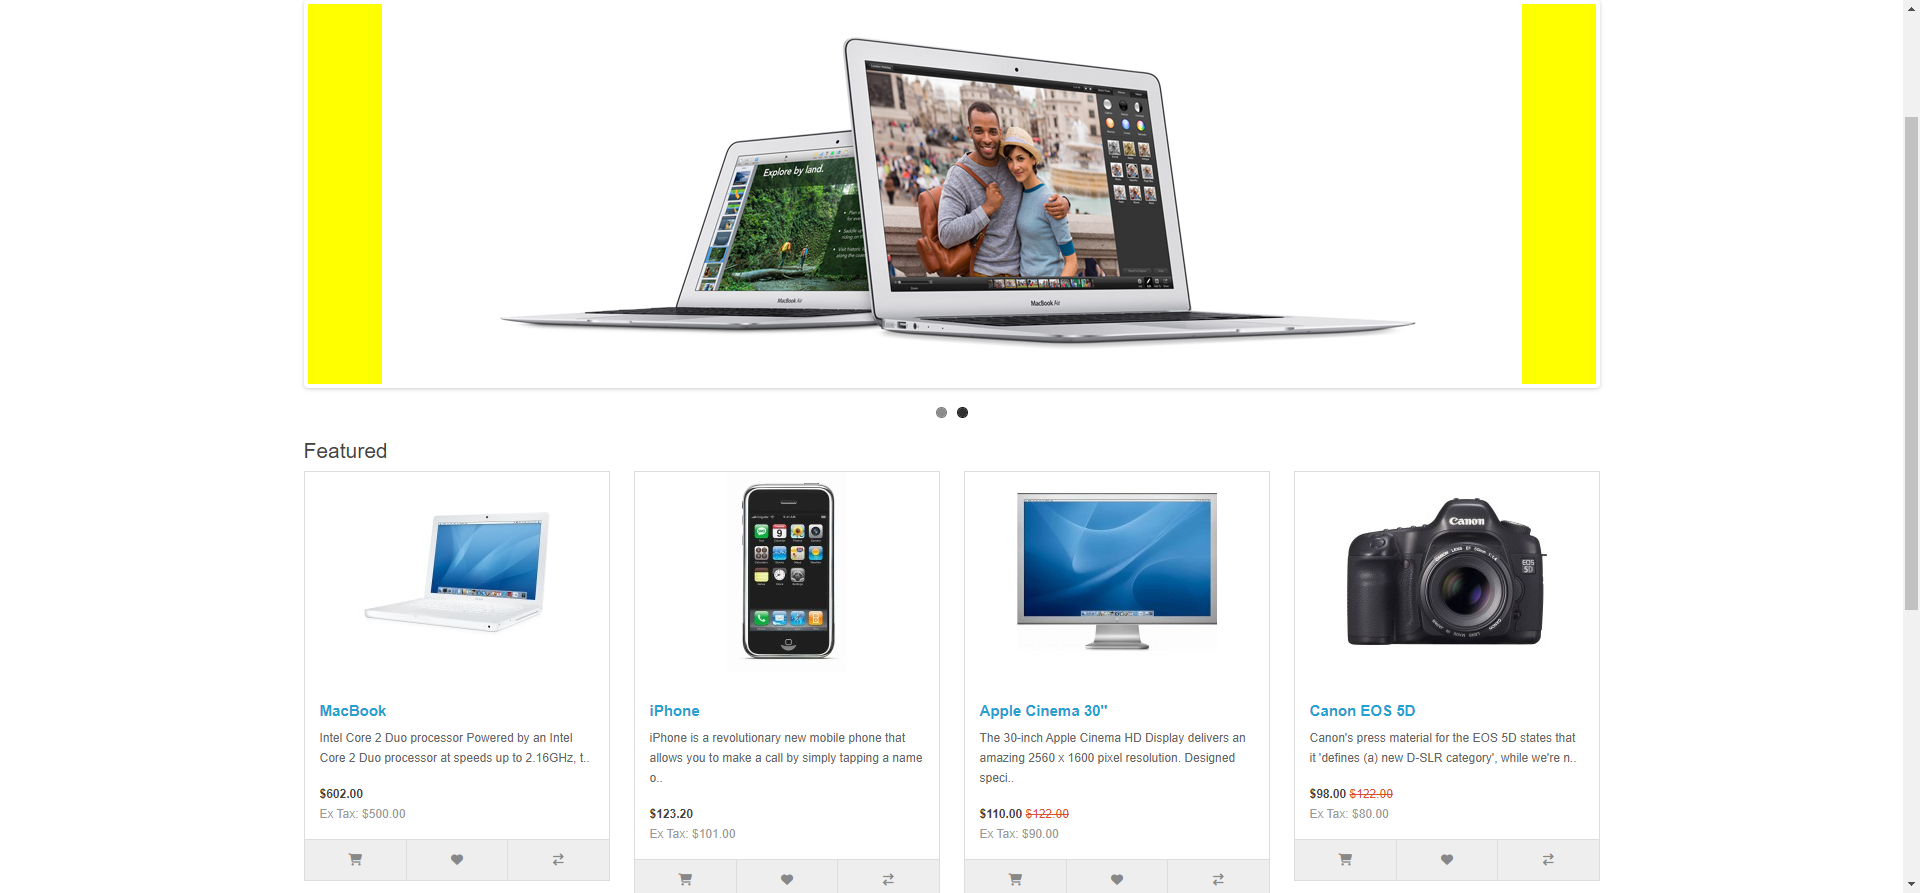 Explore by land.
MacBook Air
MacBook Air
Featured
Canon
EOS
5D
MacBook
Intel Core 2 Duo processor Powered by an Intel
Core 2 Duo processor at speeds up to 2.16GHz, t..
$602.00
Ex Tax: $500.00
iPhone
iPhone is a revolutionary new mobile phone that
allows you to make a call by simply tapping a name
o..
$123.20
Ex Tax: $101.00
Apple Cinema 30"
The 30-inch Apple Cinema HD Display delivers an
amazing 2560 x 1600 pixel resolution. Designed
speci..
$110.00 $122.00
Ex Tax: $90.00
Canon EOS 5D
Canon's press material for the EOS 5D states that
it 'defines (a) new D-SLR category', while we're n..
$98.00 $122.00
Ex Tax: $80.00